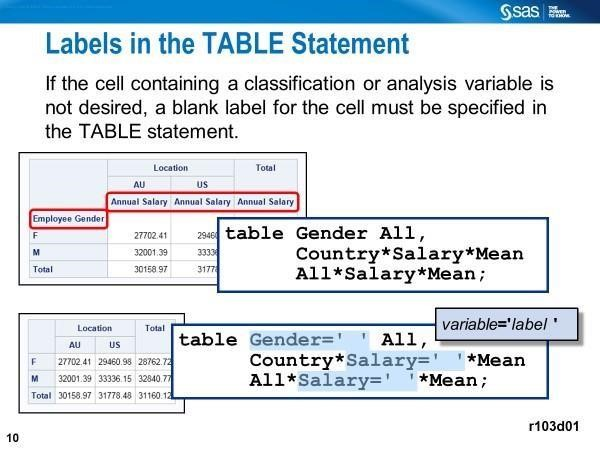 sas THE POWER TO KNOW.
Labels in the TABLE Statement
If the cell containing a classification or analysis variable is
not desired, a blank label for the cell must be specified in
the TABLE statement.
Location Total
AU US
Annual Salary Annual Salary Annual Salary
Employee Gender
F 27702.41 29460
M 32001.39 3333
Total 30158.97 3177
table Gender All,
Country*Salary*Mean
All*Salary*Mean;
variable='label '
Location Total
AU US
F 27702.41 29460.98 28762.72
M 32001.39 33336.15 32840.77
Total 30158.97 31778.48 31160.12
table Gender=' ' All,
Country*Salary=' '*Mean
All*Salary=' '*Mean;
r103d01
10